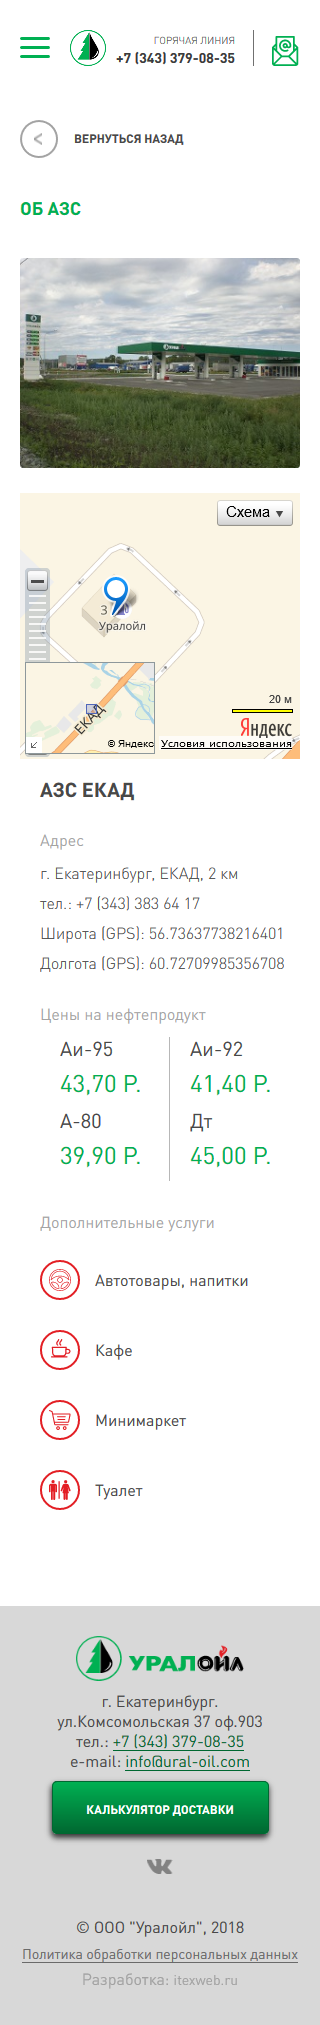 ГОРЯЧАЯ ЛИНИЯ
+7 (343) 379-08-35
ВЕРНУТЬСЯ НАЗАД
ОБ АЗС
Схема
3
Уралойл
ЕКАД
20 м
Яндекс
© Яндекс Условия использования
АЗС ЕКАД
Адрес
г. Екатеринбург, ЕКАД, 2 км
тел.: +7 (343) 383 64 17
Широта (GPS): 56.73637738216401
Долгота (GPS): 60.72709985356708
Цены на нефтепродукт
Аи-95 Аи-92
43,70 Р. 41,40 Р.
А-80 Дт
39,90 Р. 45,00 Р.
Дополнительные услуги
Автотовары, напитки
Кафе
Минимаркет
Туалет
УРАЛОЙЛ
г. Екатеринбург.
ул.Комсомольская 37 оф.903
тел.: +7 (343) 379-08-35
e-mail: info@ural-oil.com
КАЛЬКУЛЯТОР ДОСТАВКИ
© ООО "Уралойл", 2018
Политика обработки персональных данных
Разработка: itexweb.ru